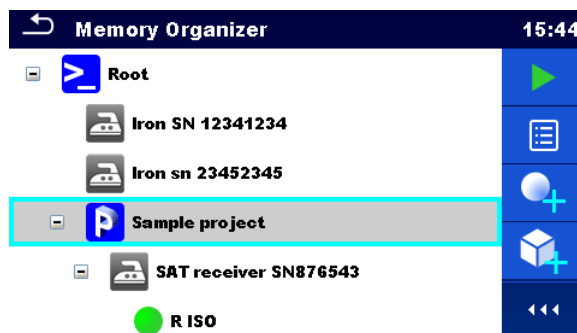 Memory Organizer 15:44
Root
Iron SN 12341234
Iron sn 23452345
Sample project
SAT receiver SN876543
R ISO